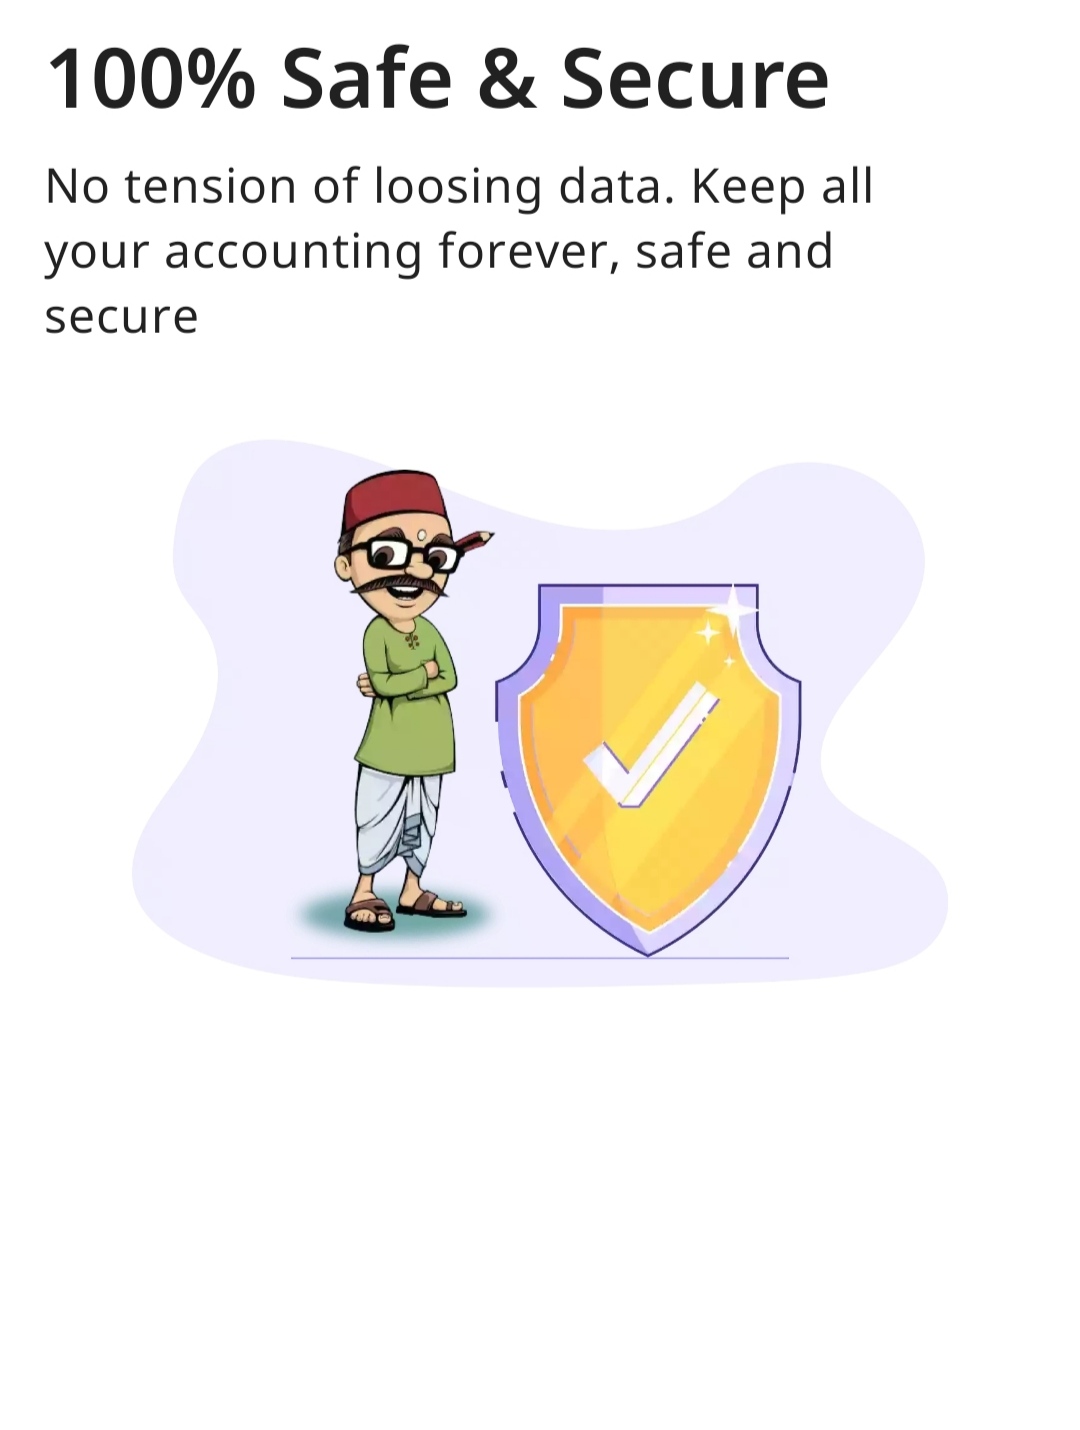 100% Safe & Secure
No tension of loosing data. Keep all
your accounting forever, safe and
secure